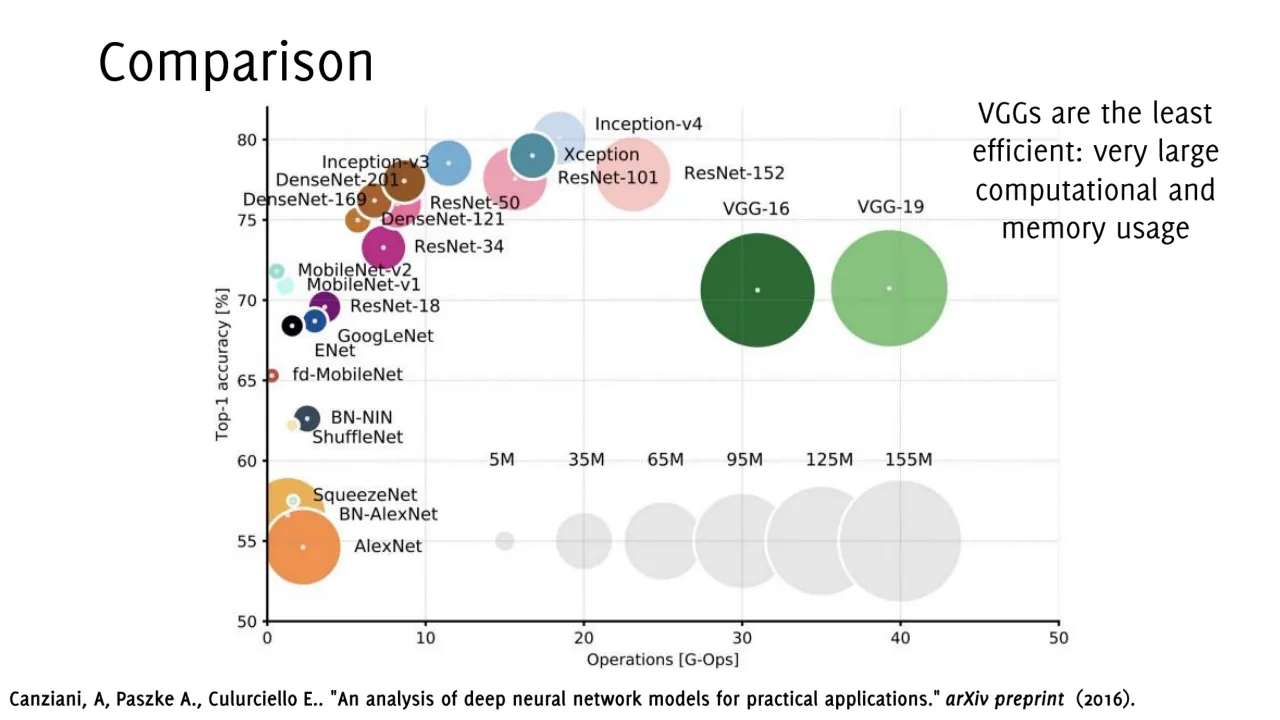 Comparison
VGGs are the least
efficient: very large
computational and
memory usage
80
75
70
65
60
55
50
Top-1 accuracy [%]
Inception-v4
Inception-v3
Xception
DenseNet-201
ResNet-101
ResNet-152
DenseNet-169
ResNet-50
VGG-16
VGG-19
DenseNet-121
ResNet-34
MobileNet-v2
MobileNet-v1
ResNet-18
GoogLeNet
ENet
fd-MobileNet
BN-NIN
ShuffleNet
5M 35M 65M 95M 125M 155M
SqueezeNet
BN-AlexNet
AlexNet
0 10 20 30 40 50
Operations [G-Ops]
Canziani, A, Paszke A., Culurciello E.. "An analysis of deep neural network models for practical applications." arXiv preprint (2016).